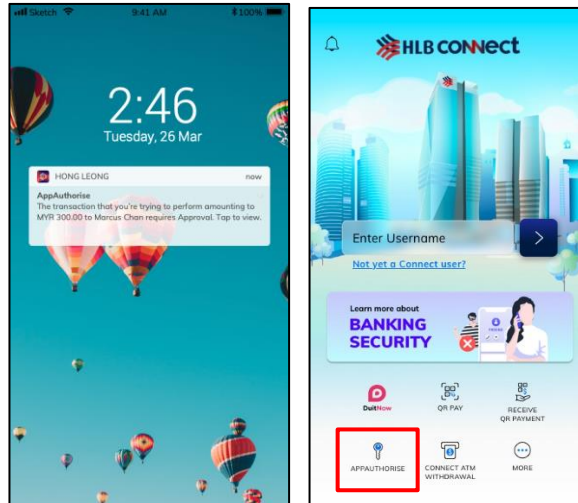 Sketch
9:41 AM
100%
2:46
Tuesday, 26 Mar
HONG LEONG
now
AppAuthorise
The transaction that you're trying to perform amounting to
MYR 300.00 to Marcus Chan requires Approval. Tap to view.
HLB CONNECT
Enter Username
>
Not yet a Connect user?
Learn more about
BANKING
SECURITY
DuitNow
QR PAY
RECEIVE
QR PAYMENT
APPAUTHORISE
CONNECT ATM
WITHDRAWAL
MORE